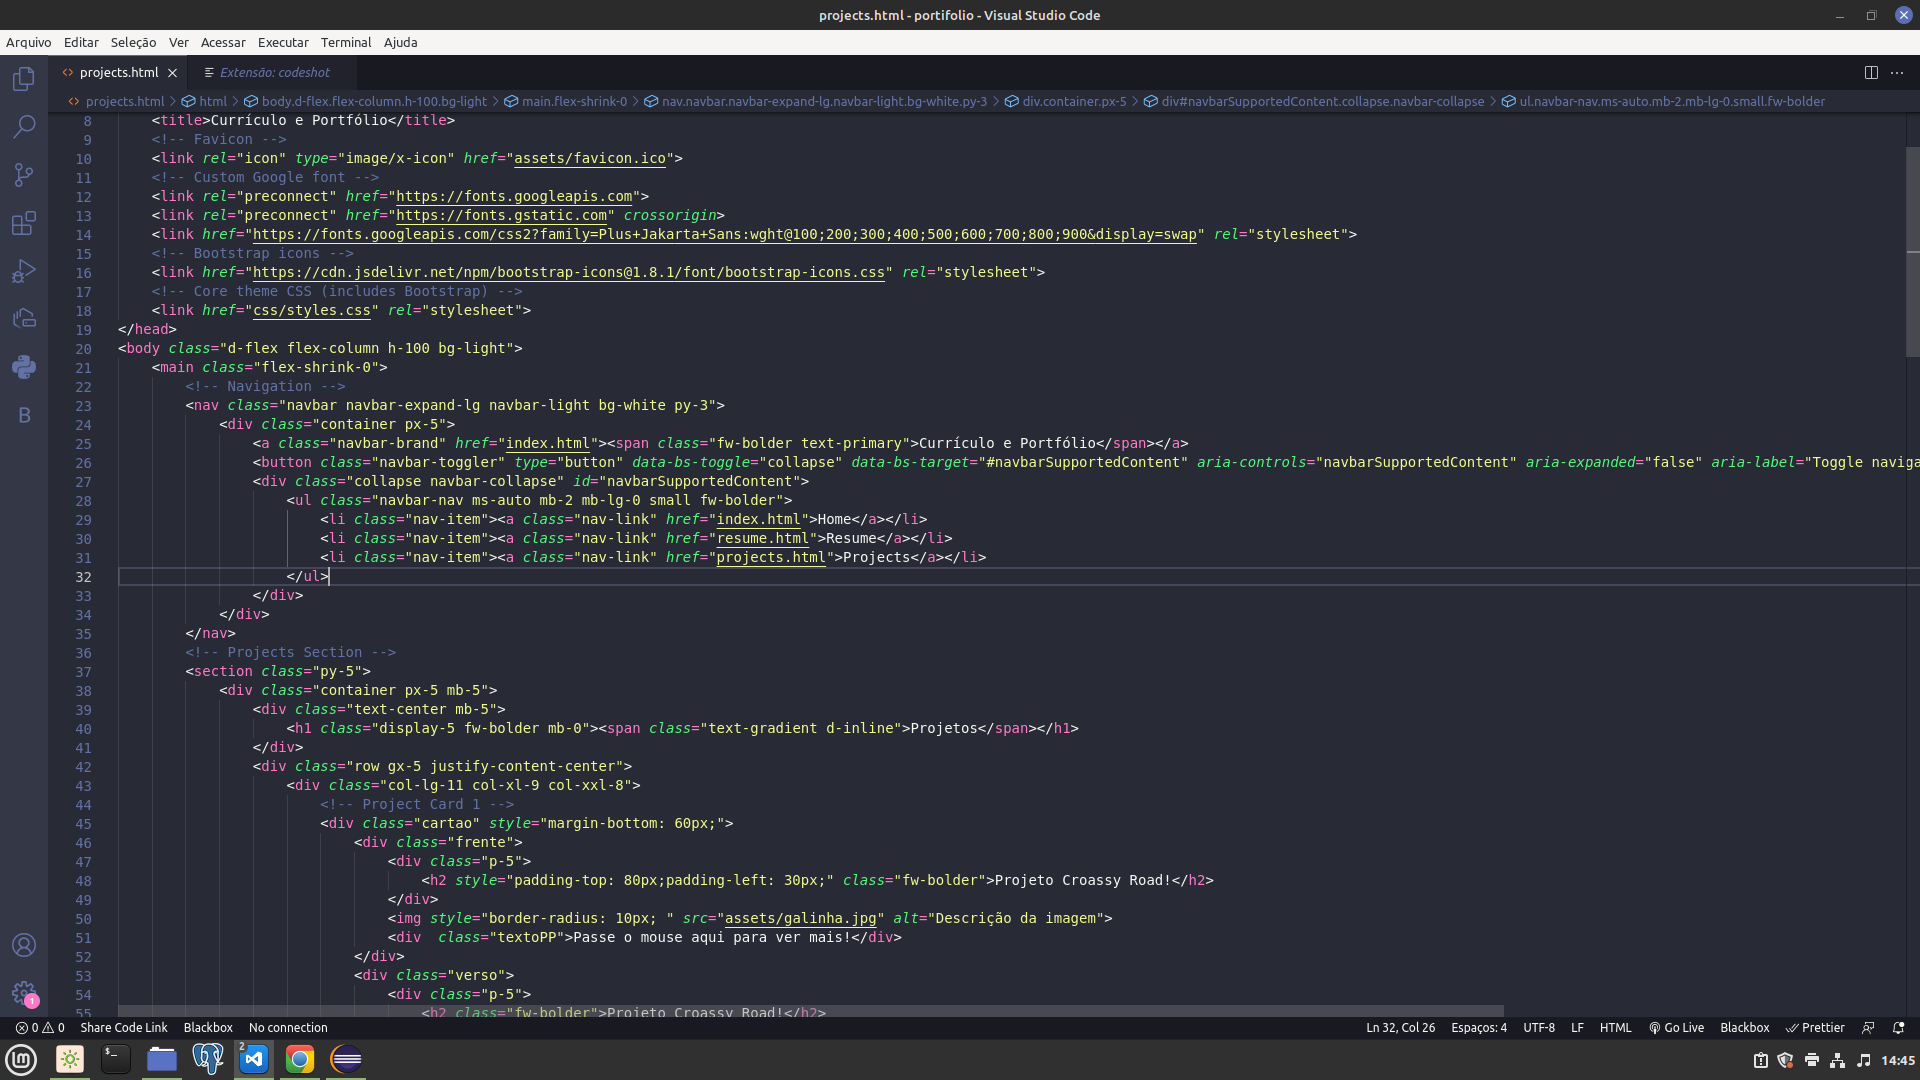 projects.html - portifolio - Visual Studio Code
Arquivo Editar Seleção Ver Acessar Executar Terminal Ajuda
projects.html Extensão: codeshot
projects.html > html > body.d-flex.flex-column.h-100.bg-light > main.flex-shrink-0 > nav.navbar.navbar-expand-lg.navbar-light.bg-white.py-3 > div.container.px-5 > div#navbarSupportedContent.collapse.navbar-collapse > ul.navbar-nav.ms-auto.mb-2.mb-lg-0.small.fw-bolder
8 <title>Currículo e Portfólio</title>
9 <!-- Favicon -->
10 <link rel="icon" type="image/x-icon" href="assets/favicon.ico">
11 <!-- Custom Google font -->
12 <link rel="preconnect" href="https://fonts.googleapis.com">
13 <link rel="preconnect" href="https://fonts.gstatic.com" crossorigin>
14 <link href="https://fonts.googleapis.com/css2?family=Plus+Jakarta+Sans:wght@100;200;300;400;500;600;700;800;900&display=swap" rel="stylesheet">
15 <!-- Bootstrap icons -->
16 <link href="https://cdn.jsdelivr.net/npm/bootstrap-icons@1.8.1/font/bootstrap-icons.css" rel="stylesheet">
17 <!-- Core theme CSS (includes Bootstrap) -->
18 <link href="css/styles.css" rel="stylesheet">
19 </head>
20 <body class="d-flex flex-column h-100 bg-light">
21 <main class="flex-shrink-0">
22 <!-- Navigation -->
23 <nav class="navbar navbar-expand-lg navbar-light bg-white py-3">
24 <div class="container px-5">
25 <a class="navbar-brand" href="index.html"><span class="fw-bolder text-primary">Currículo e Portfólio</span></a>
26 <button class="navbar-toggler" type="button" data-bs-toggle="collapse" data-bs-target="#navbarSupportedContent" aria-controls="navbarSupportedContent" aria-expanded="false" aria-label="Toggle naviga
27 <div class="collapse navbar-collapse" id="navbarSupportedContent">
28 <ul class="navbar-nav ms-auto mb-2 mb-lg-0 small fw-bolder">
29 <li class="nav-item"><a class="nav-link" href="index.html">Home</a></li>
30 <li class="nav-item"><a class="nav-link" href="resume.html">Resume</a></li>
31 <li class="nav-item"><a class="nav-link" href="projects.html">Projects</a></li>
32 </ul>
33 </div>
34 </div>
35 </nav>
36 <!-- Projects Section -->
37 <section class="py-5">
38 <div class="container px-5 mb-5">
39 <div class="text-center mb-5">
40 <h1 class="display-5 fw-bolder mb-0"><span class="text-gradient d-inline">Projetos</span></h1>
41 </div>
42 <div class="row gx-5 justify-content-center">
43 <div class="col-lg-11 col-xl-9 col-xxl-8">
44 <!-- Project Card 1 -->
45 <div class="cartao" style="margin-bottom: 60px;">
46 <div class="frente">
47 <div class="p-5">
48 <h2 style="padding-top: 80px;padding-left: 30px;" class="fw-bolder">Projeto Croassy Road!</h2>
49 </div>
50 <img style="border-radius: 10px; " src="assets/galinha.jpg" alt="Descrição da imagem">
51 <div  class="textoPP">Passe o mouse aqui para ver mais!</div>
52 </div>
53 <div class="verso">
54 <div class="p-5">
55 <h2 class="fw-bolder">Projeto Croassy Road!</h2>
B
1
0 0 Share Code Link Blackbox No connection Ln 32, Col 26 Espaços: 4 UTF-8 LF HTML Go Live Blackbox Prettier
2 14:45